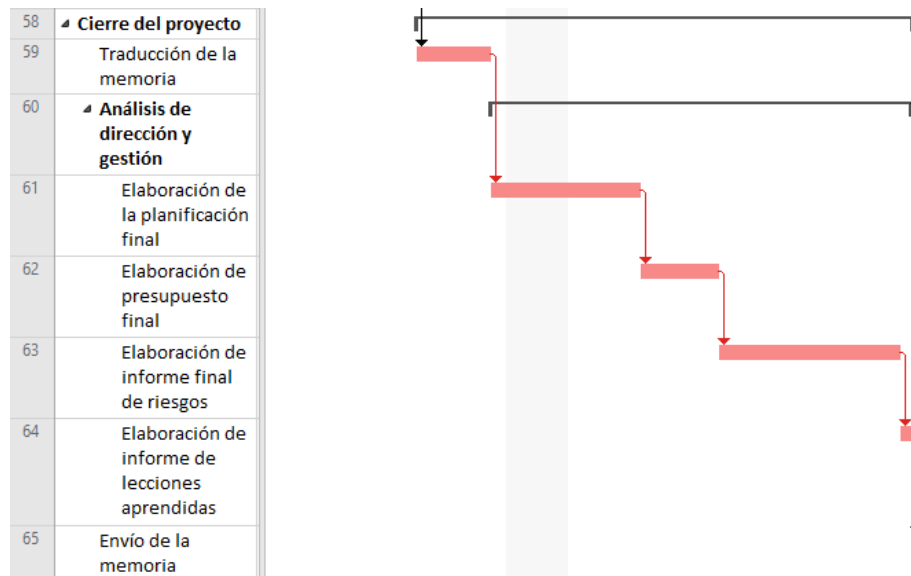 58 Cierre del proyecto
59 Traducción de la
memoria
60 Análisis de
dirección y
gestión
61 Elaboración de
la planificación
final
62 Elaboración de
presupuesto
final
63 Elaboración de
informe final
de riesgos
64 Elaboración de
informe de
lecciones
aprendidas
65 Envío de la
memoria